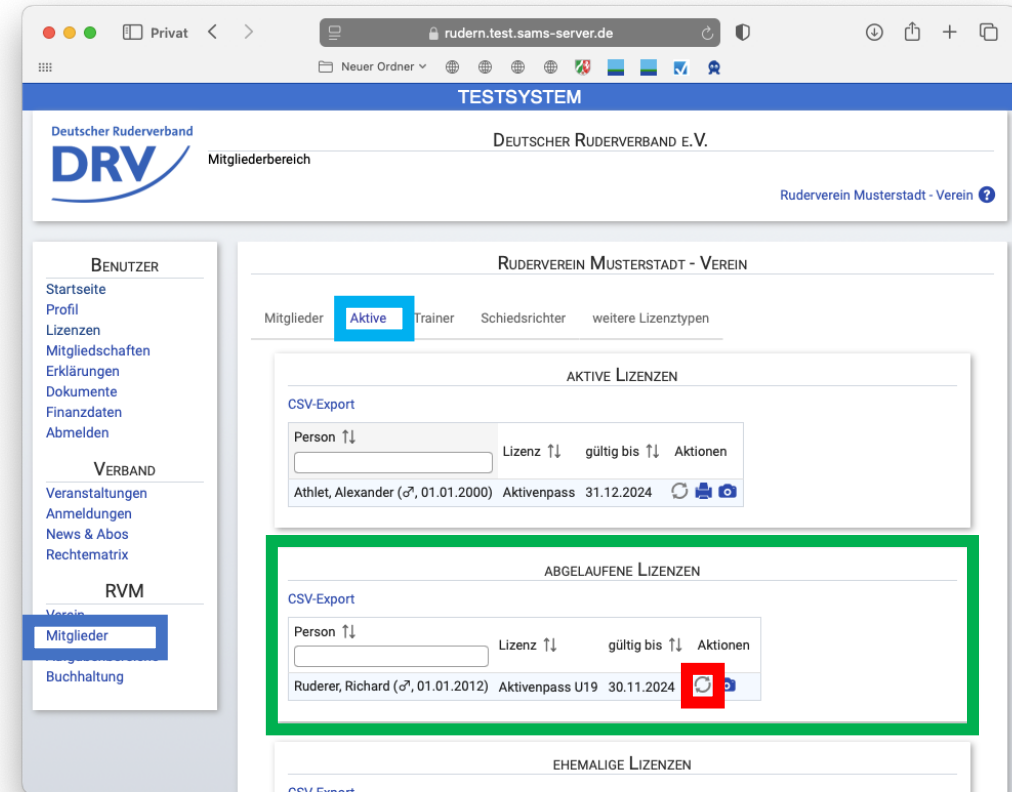 Privat
rudern.test.sams-server.de
Neuer Ordner
TESTSYSTEM
Deutscher Ruderverband
DRV
Mitgliederbereich
DEUTSCHER RUDERVERBAND E.V.
Ruderverein Musterstadt - Verein ?
BENUTZER
Startseite
Profil
Lizenzen
Mitgliedschaften
Erklärungen
Dokumente
Finanzdaten
Abmelden
VERBAND
Veranstaltungen
Anmeldungen
News & Abos
Rechtematrix
RVM
Verein
Mitglieder
Buchhaltung
RUDERVEREIN MUSTERSTADT - VEREIN
Mitglieder Aktive Trainer Schiedsrichter weitere Lizenztypen
AKTIVE LIZENZEN
CSV-Export
Person ↑↓ Lizenz ↑↓ gültig bis ↑↓ Aktionen
Athlet, Alexander (♂, 01.01.2000) Aktivenpass 31.12.2024
ABGELAUFENE LIZENZEN
CSV-Export
Person ↑↓ Lizenz ↑↓ gültig bis ↑↓ Aktionen
Ruderer, Richard (♂, 01.01.2012) Aktivenpass U19 30.11.2024
EHEMALIGE LIZENZEN
CSV-Export